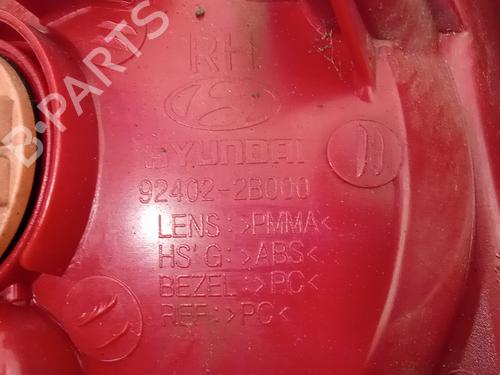 B-PARTS
RH
HYUNDAI
92402-2B000
LENS:>PMMA<
HS'G:>ABS<
BEZEL:>PC<
REF:>PC<